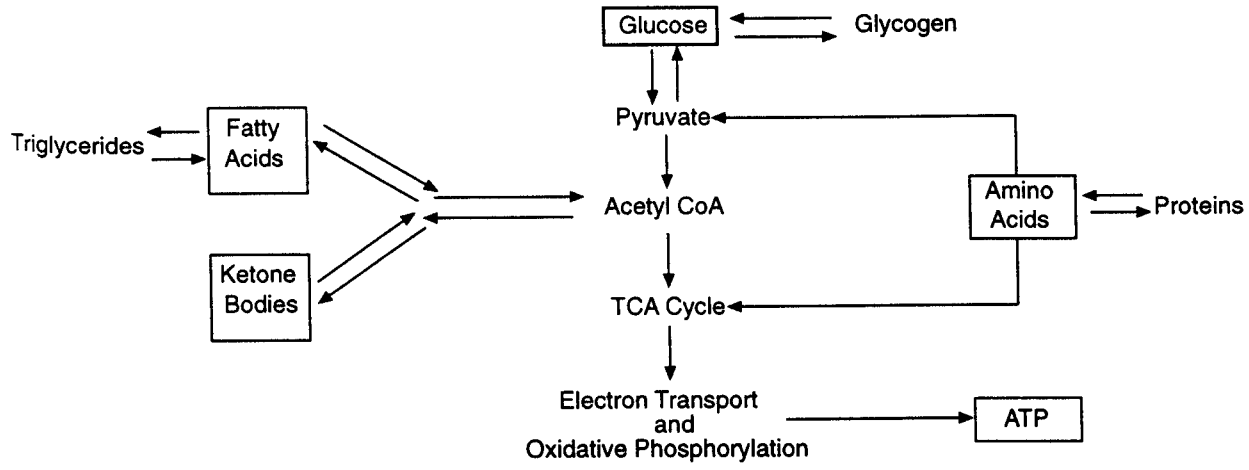 Glucose
Glycogen
Pyruvate
Triglycerides
Fatty
Acids
Acetyl CoA
Amino
Acids
Proteins
Ketone
Bodies
TCA Cycle
Electron Transport
and
Oxidative Phosphorylation
ATP